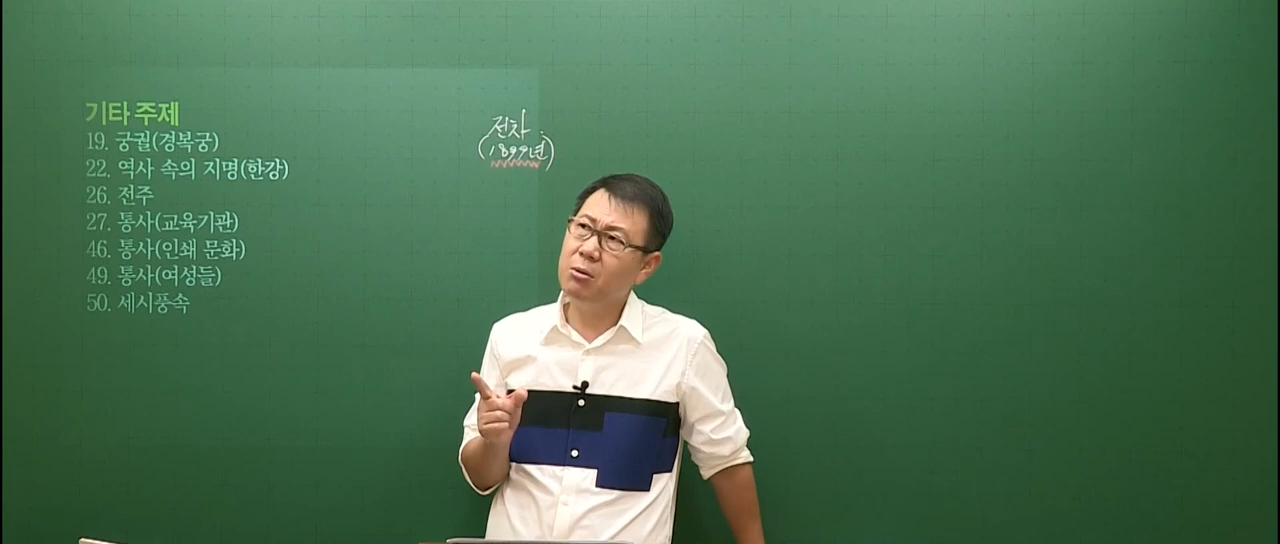 기타 주제
19. 궁궐(경복궁)
22. 역사 속의 지명(한강)
26. 전주
27. 통사(교육기관)
46. 통사(인쇄 문화)
49. 통사(여성들)
50. 세시풍속
전차
(1899년)